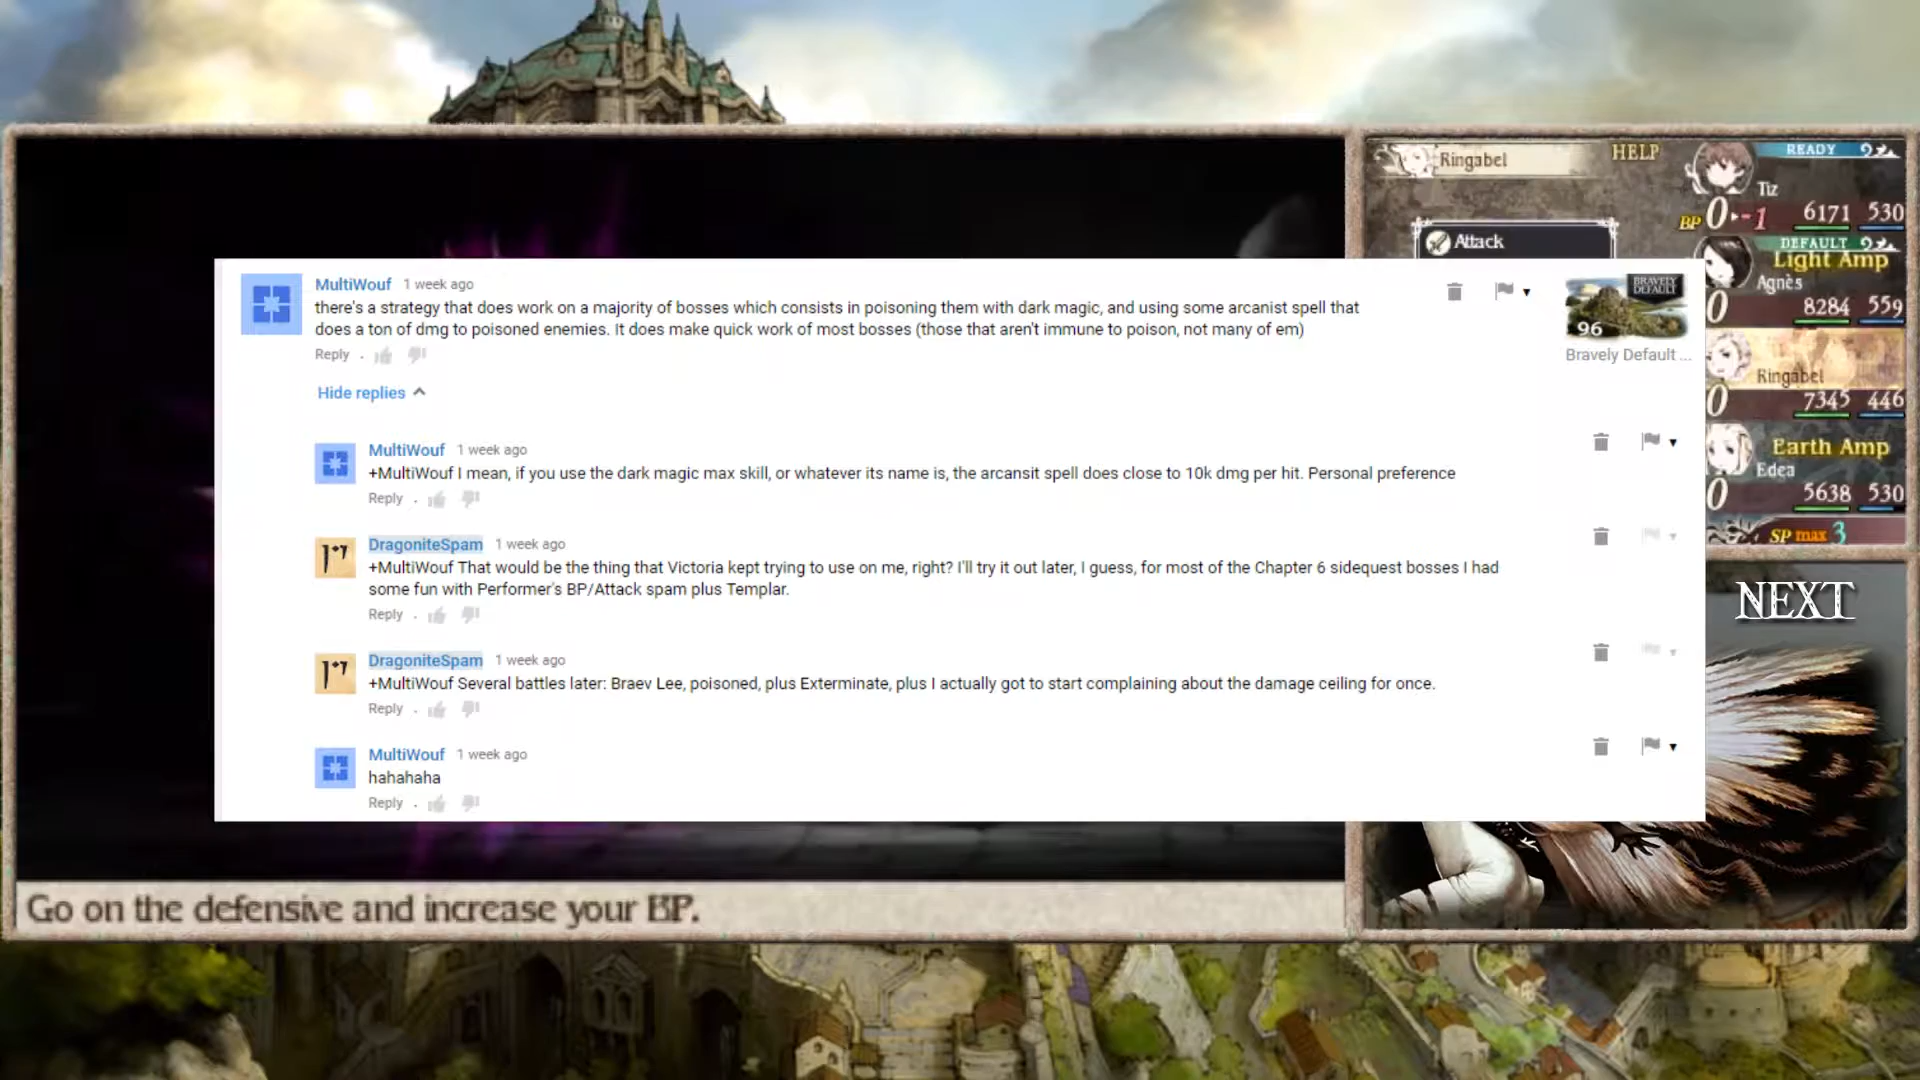 Ringabel
HELP
READY
Tiz
BP 0 -1 6171 530
Attack
DEFAULT
Light Amp
Agnès
0 8284 559
Ringabel
0 7345 446
Earth Amp
Edea
0 5638 530
SP max 3
NEXT
MultiWouf 1 week ago
there's a strategy that does work on a majority of bosses which consists in poisoning them with dark magic, and using some arcanist spell that
does a ton of dmg to poisoned enemies. It does make quick work of most bosses (those that aren't immune to poison, not many of em)
Reply
BRAVELY
DEFAULT
96
Bravely Default ...
Hide replies
MultiWouf 1 week ago
+MultiWouf I mean, if you use the dark magic max skill, or whatever its name is, the arcansit spell does close to 10k dmg per hit. Personal preference
Reply
DragoniteSpam 1 week ago
+MultiWouf That would be the thing that Victoria kept trying to use on me, right? I'll try it out later, I guess, for most of the Chapter 6 sidequest bosses I had
some fun with Performer's BP/Attack spam plus Templar.
Reply
DragoniteSpam 1 week ago
+MultiWouf Several battles later: Braev Lee, poisoned, plus Exterminate, plus I actually got to start complaining about the damage ceiling for once.
Reply
MultiWouf 1 week ago
hahahaha
Reply
Go on the defensive and increase your BP.